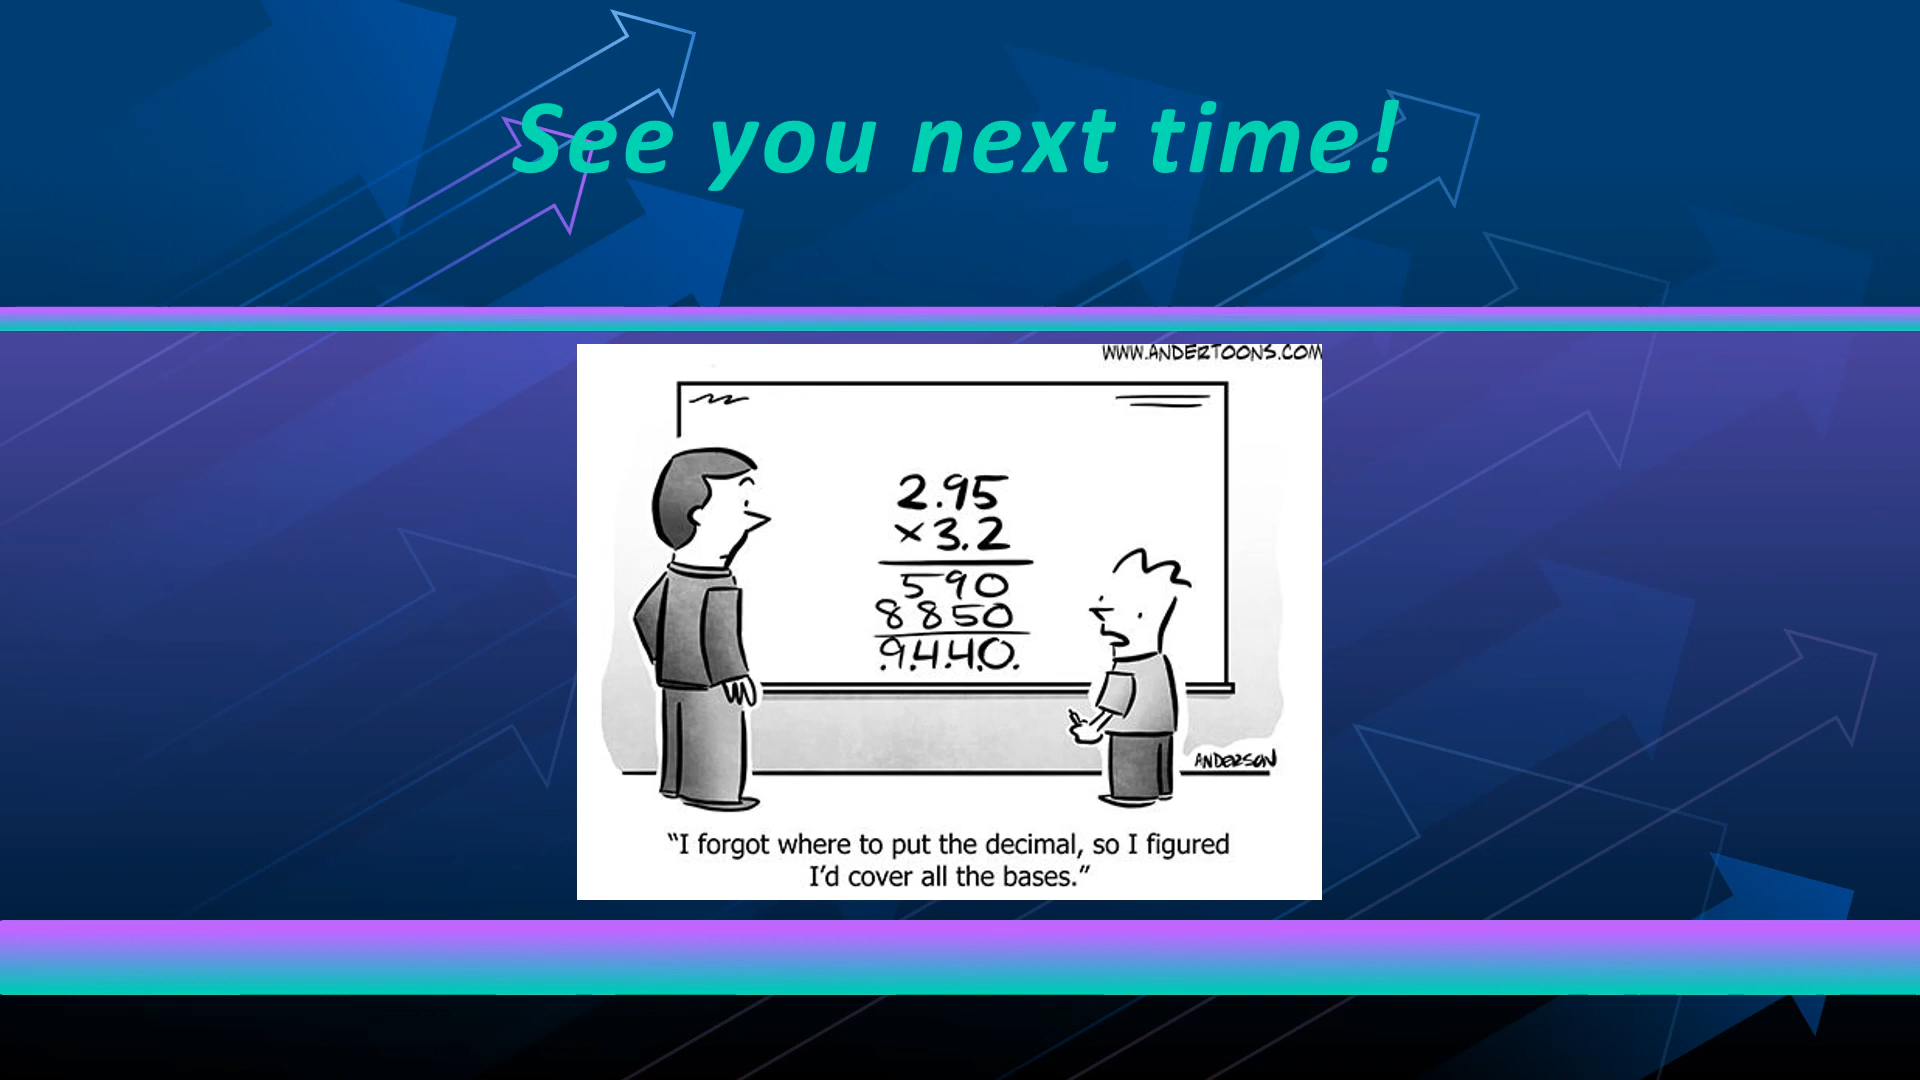 See you next time!
WWW.ANDERTOONS.COM
2.95
×3.2
590
8850
.9.4.4.0.
ANDERSON
“I forgot where to put the decimal, so I figured
I’d cover all the bases.”